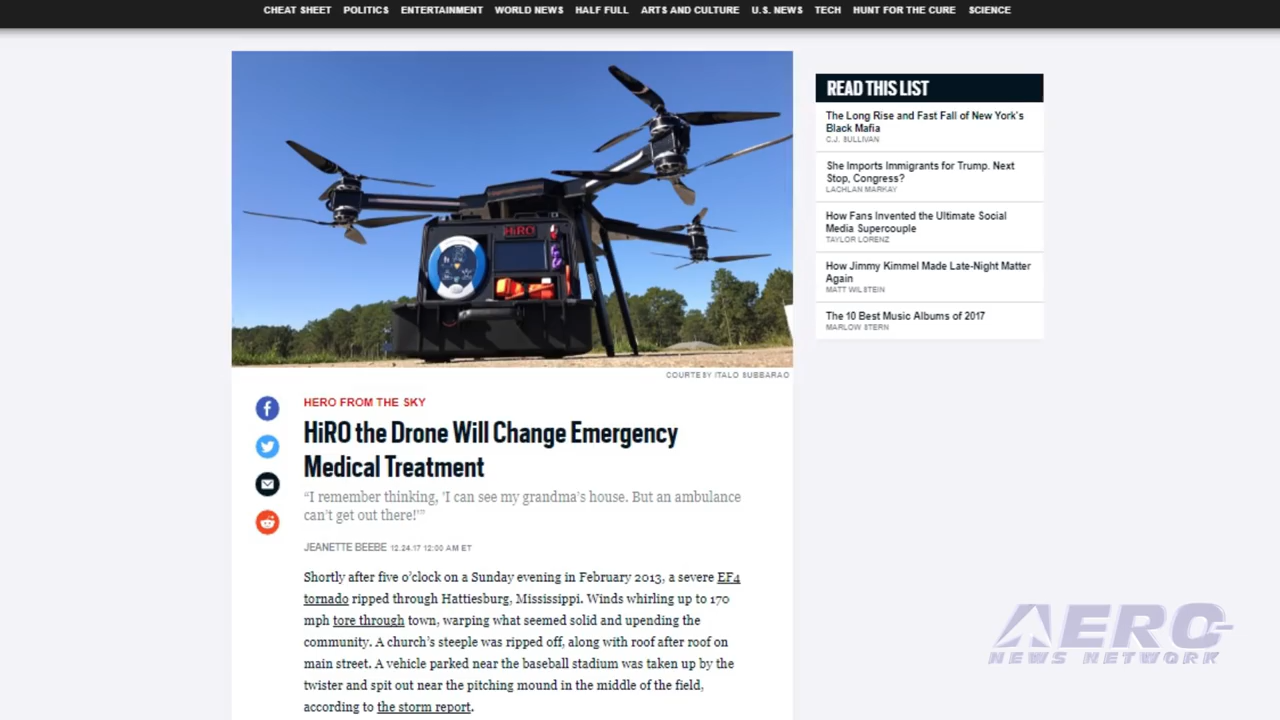 CHEAT SHEET POLITICS ENTERTAINMENT WORLD NEWS HALF FULL ARTS AND CULTURE U.S. NEWS TECH HUNT FOR THE CURE SCIENCE
HiRO
COURTESY ITALO SUBBARAO
HERO FROM THE SKY
HiRO the Drone Will Change Emergency
Medical Treatment
“I remember thinking, ‘I can see my grandma’s house. But an ambulance
can’t get out there!’”
JEANETTE BEEBE 12.24.17 12:00 AM ET
Shortly after five o’clock on a Sunday evening in February 2013, a severe EF4
tornado ripped through Hattiesburg, Mississippi. Winds whirling up to 170
mph tore through town, warping what seemed solid and upending the
community. A church’s steeple was ripped off, along with roof after roof on
main street. A vehicle parked near the baseball stadium was taken up by the
twister and spit out near the pitching mound in the middle of the field,
according to the storm report.
READ THIS LIST
The Long Rise and Fast Fall of New York’s
Black Mafia
C.J. SULLIVAN
She Imports Immigrants for Trump. Next
Stop, Congress?
LACHLAN MARKAY
How Fans Invented the Ultimate Social
Media Supercouple
TAYLOR LORENZ
How Jimmy Kimmel Made Late-Night Matter
Again
MATT WILSTEIN
The 10 Best Music Albums of 2017
MARLOW STERN
AERO
NEWS NETWORK